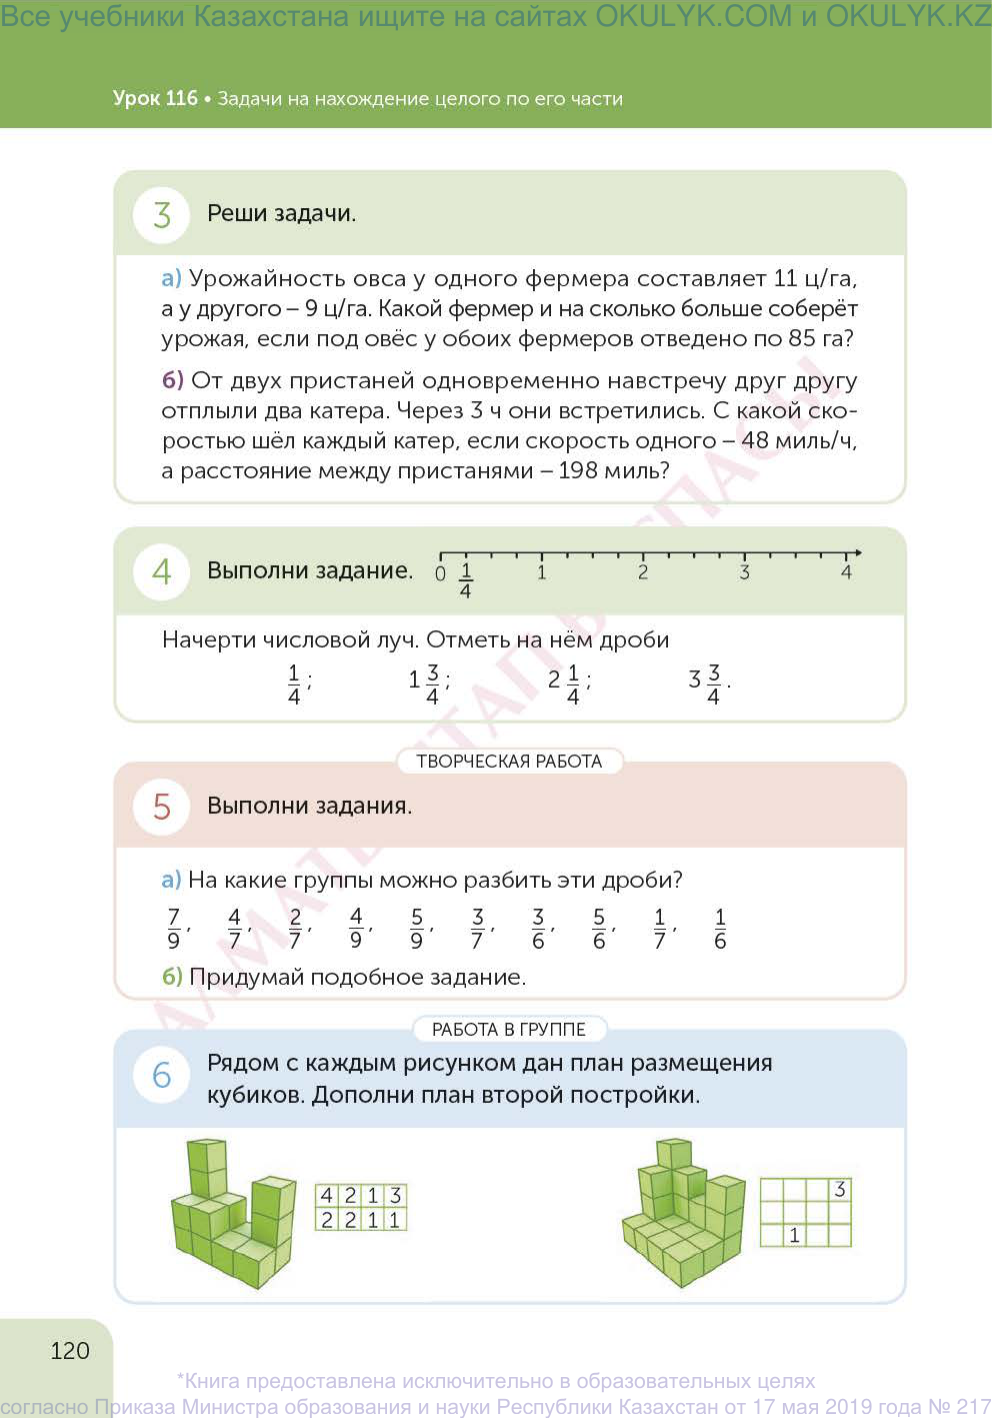 Все учебники Казахстана ищите на сайтах OKULYK.COM и OKULYK.KZ
Урок 116 • Задачи на нахождение целого по его части
3 Реши задачи.
а) Урожайность овса у одного фермера составляет 11 ц/га,
а у другого – 9 ц/га. Какой фермер и на сколько больше соберёт
урожая, если под овёс у обоих фермеров отведено по 85 га?
б) От двух пристаней одновременно навстречу друг другу
отплыли два катера. Через 3 ч они встретились. С какой ско-
ростью шёл каждый катер, если скорость одного – 48 миль/ч,
а расстояние между пристанями – 198 миль?
4 Выполни задание.
0 1/4 1 2 3 4
Начерти числовой луч. Отметь на нём дроби
1/4; 1 3/4; 2 1/4; 3 3/4.
ТВОРЧЕСКАЯ РАБОТА
5 Выполни задания.
а) На какие группы можно разбить эти дроби?
7/9, 4/7, 2/7, 4/9, 5/9, 3/7, 3/6, 5/6, 1/7, 1/6
б) Придумай подобное задание.
РАБОТА В ГРУППЕ
6 Рядом с каждым рисунком дан план размещения
кубиков. Дополни план второй постройки.
4 2 1 3
2 2 1 1
3
1
120
АЛМАТЫКІТАП БАСПАСЫ
*Книга предоставлена исключительно в образовательных целях
согласно Приказа Министра образования и науки Республики Казахстан от 17 мая 2019 года № 217